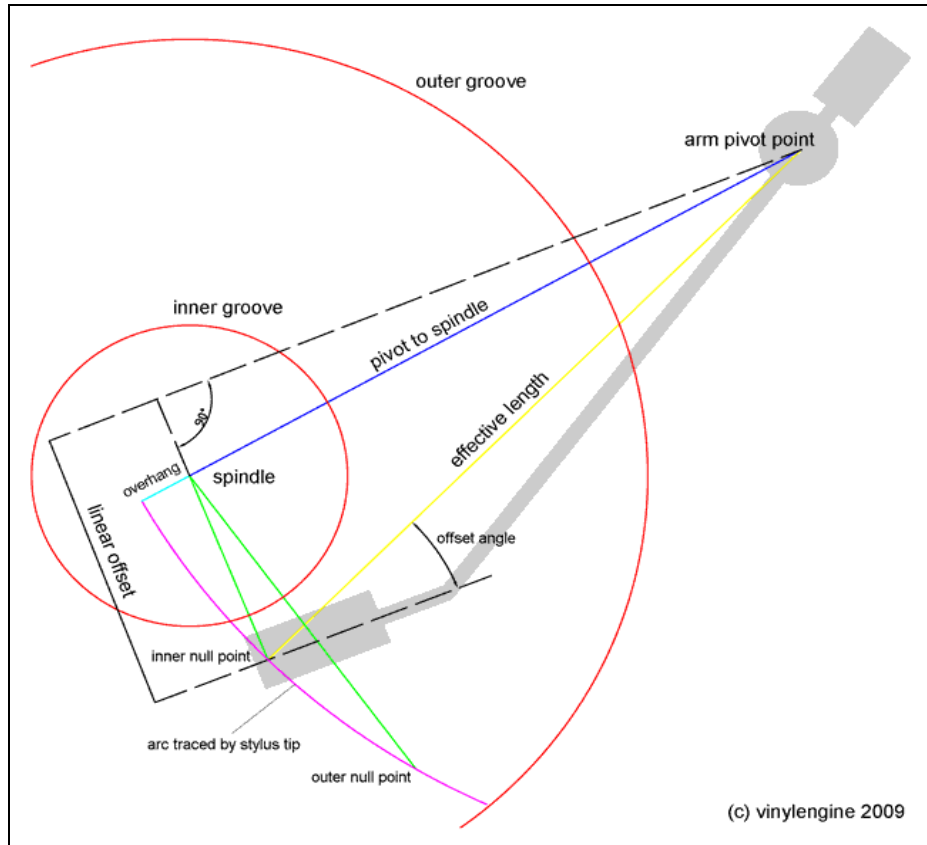 outer groove
arm pivot point
inner groove
pivot to spindle
effective length
90°
overhang
spindle
linear offset
offset angle
inner null point
arc traced by stylus tip
outer null point
(c) vinylengine 2009